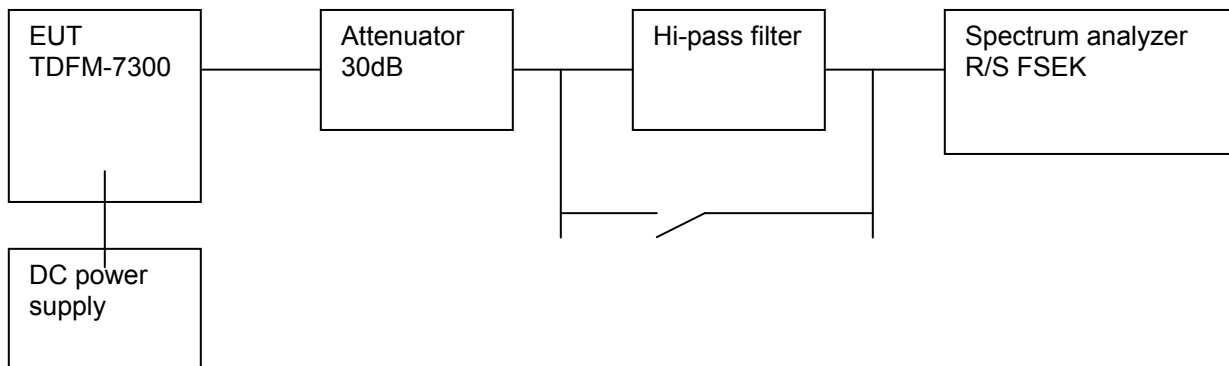 EUT
TDFM-7300
Attenuator
30dB
Hi-pass filter
Spectrum analyzer
R/S FSEK
DC power
supply